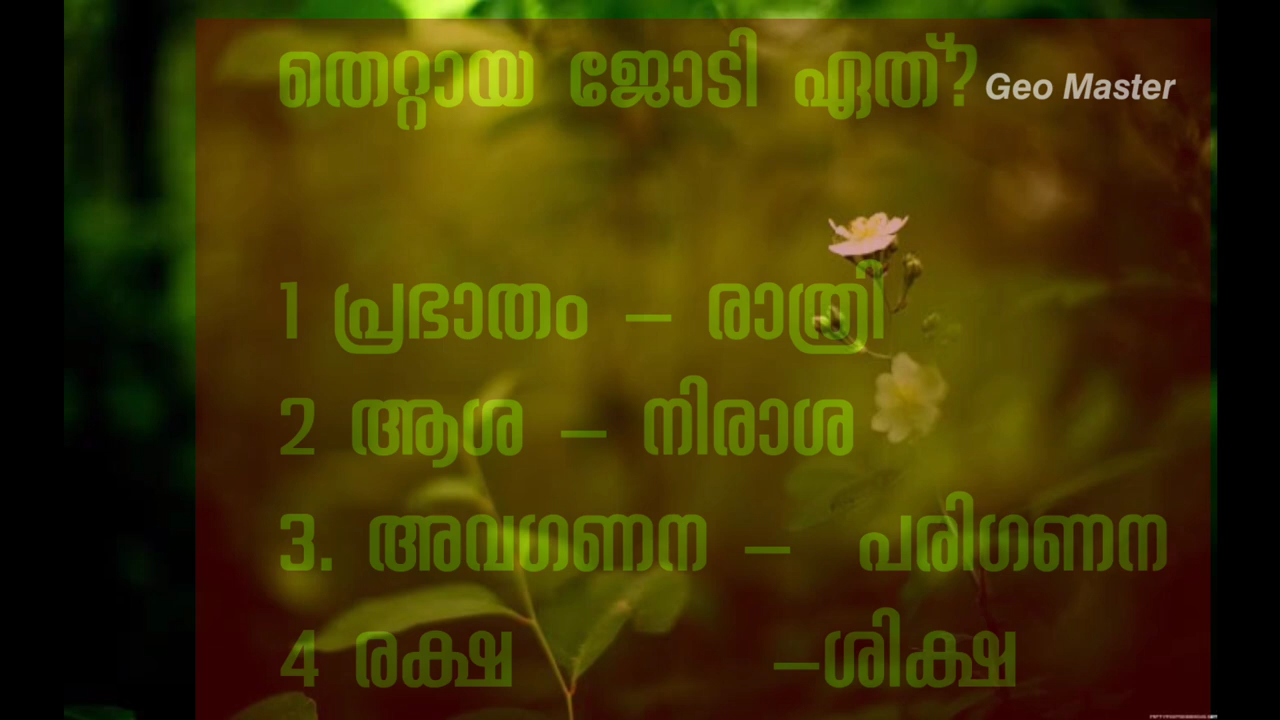 തെറ്റായ ജോടി ഏത്? Geo Master
1 പ്രഭാതം – രാത്രി
2 ആശ – നിരാശ
3. അവഗണന – പരിഗണന
4 രക്ഷ –ശിക്ഷ